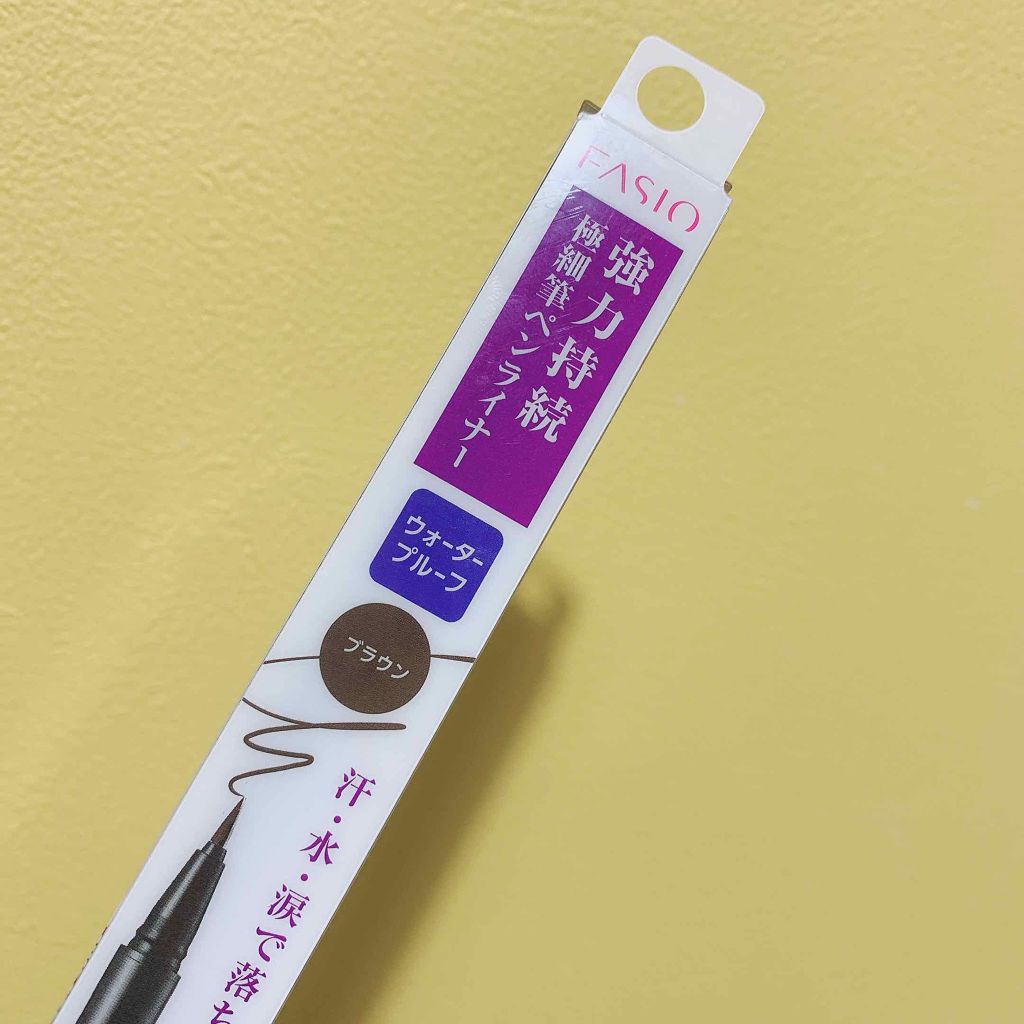 FASIO
強力持続
極細筆ペンライナー
ウォーター
プルーフ
ブラウン
汗・水・涙で落ち